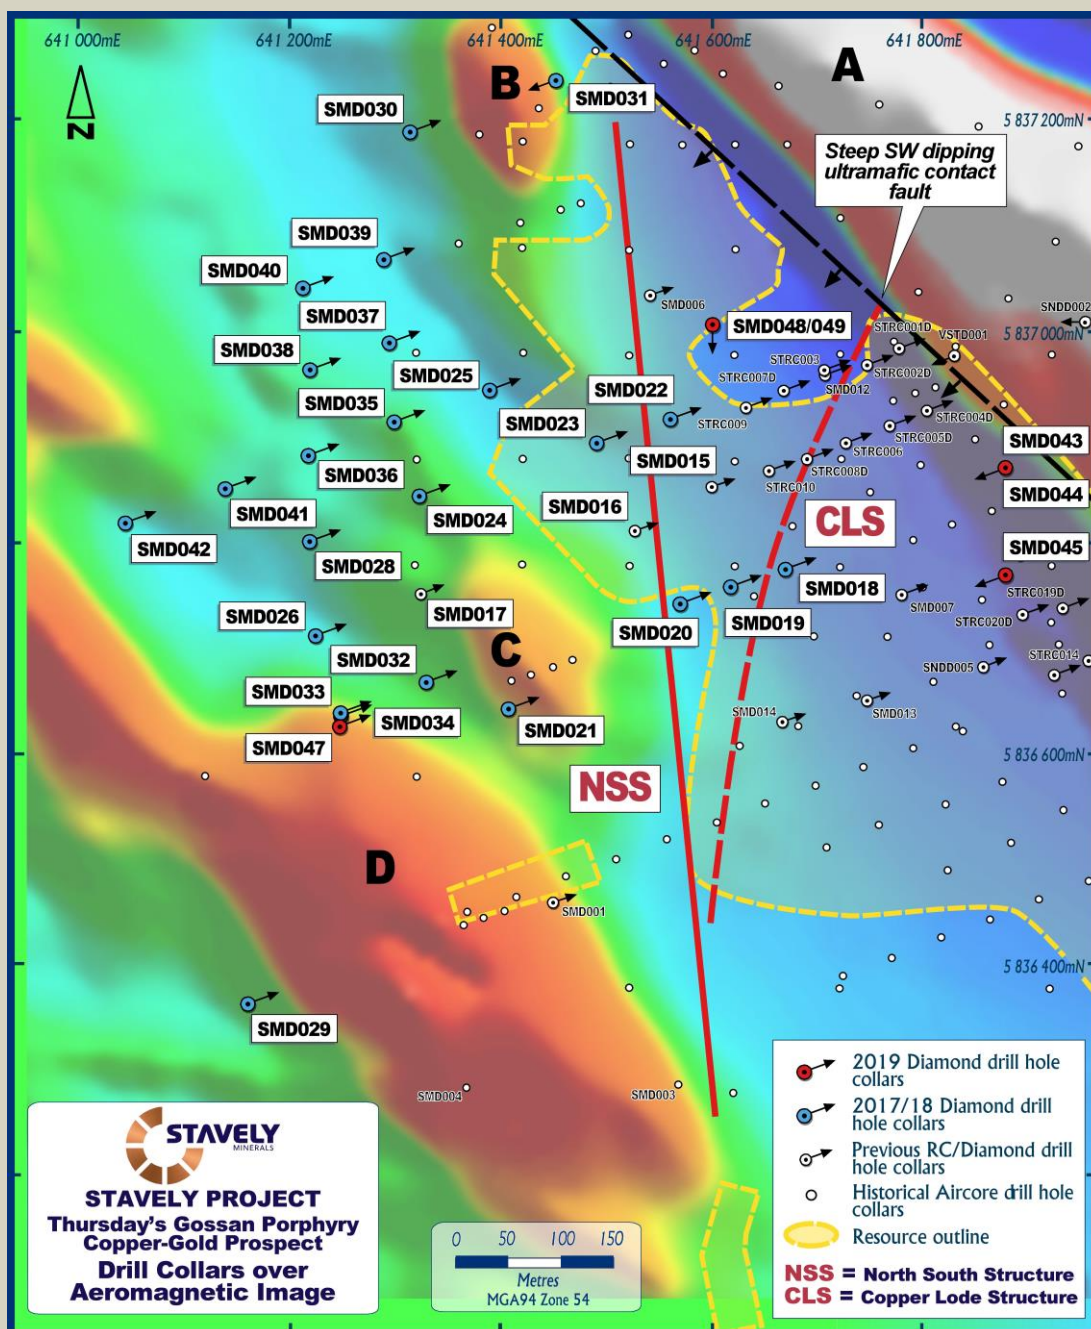 641 000mE
641 200mE
641 400mE
641 600mE
641 800mE
A
B
SMD031
SMD030
5 837 200mN
N
Steep SW dipping
ultramafic contact
fault
SMD039
SMD040
SMD006
SNDD002
SMD037
SMD048/049
STRC001D
VSTD001
5 837 000mN
SMD038
SMD025
SMD022
STRC003
STRC002D
STRC007D
SMD012
SMD035
STRC009
STRC004D
SMD023
STRC005D
SMD043
SMD036
SMD015
STRC006
STRC008D
STRC010
SMD044
SMD041
SMD024
SMD016
CLS
SMD042
SMD045
SMD028
SMD018
STRC019D
SMD017
SMD007
STRC020D
SMD026
SMD020
SMD019
C
SMD032
SNDD005
STRC014
SMD033
SMD034
SMD013
SMD021
SMD014
SMD047
5 836 600mN
NSS
D
SMD001
5 836 400mN
SMD029
SMD004
SMD003
STAVELY
MINERALS
STAVELY PROJECT
Thursday's Gossan Porphyry
Copper-Gold Prospect
Drill Collars over
Aeromagnetic Image
0 50 100 150
Metres
MGA94 Zone 54
2019 Diamond drill hole
collars
2017/18 Diamond drill
hole collars
Previous RC/Diamond drill
hole collars
Historical Aircore drill hole
collars
Resource outline
NSS = North South Structure
CLS = Copper Lode Structure